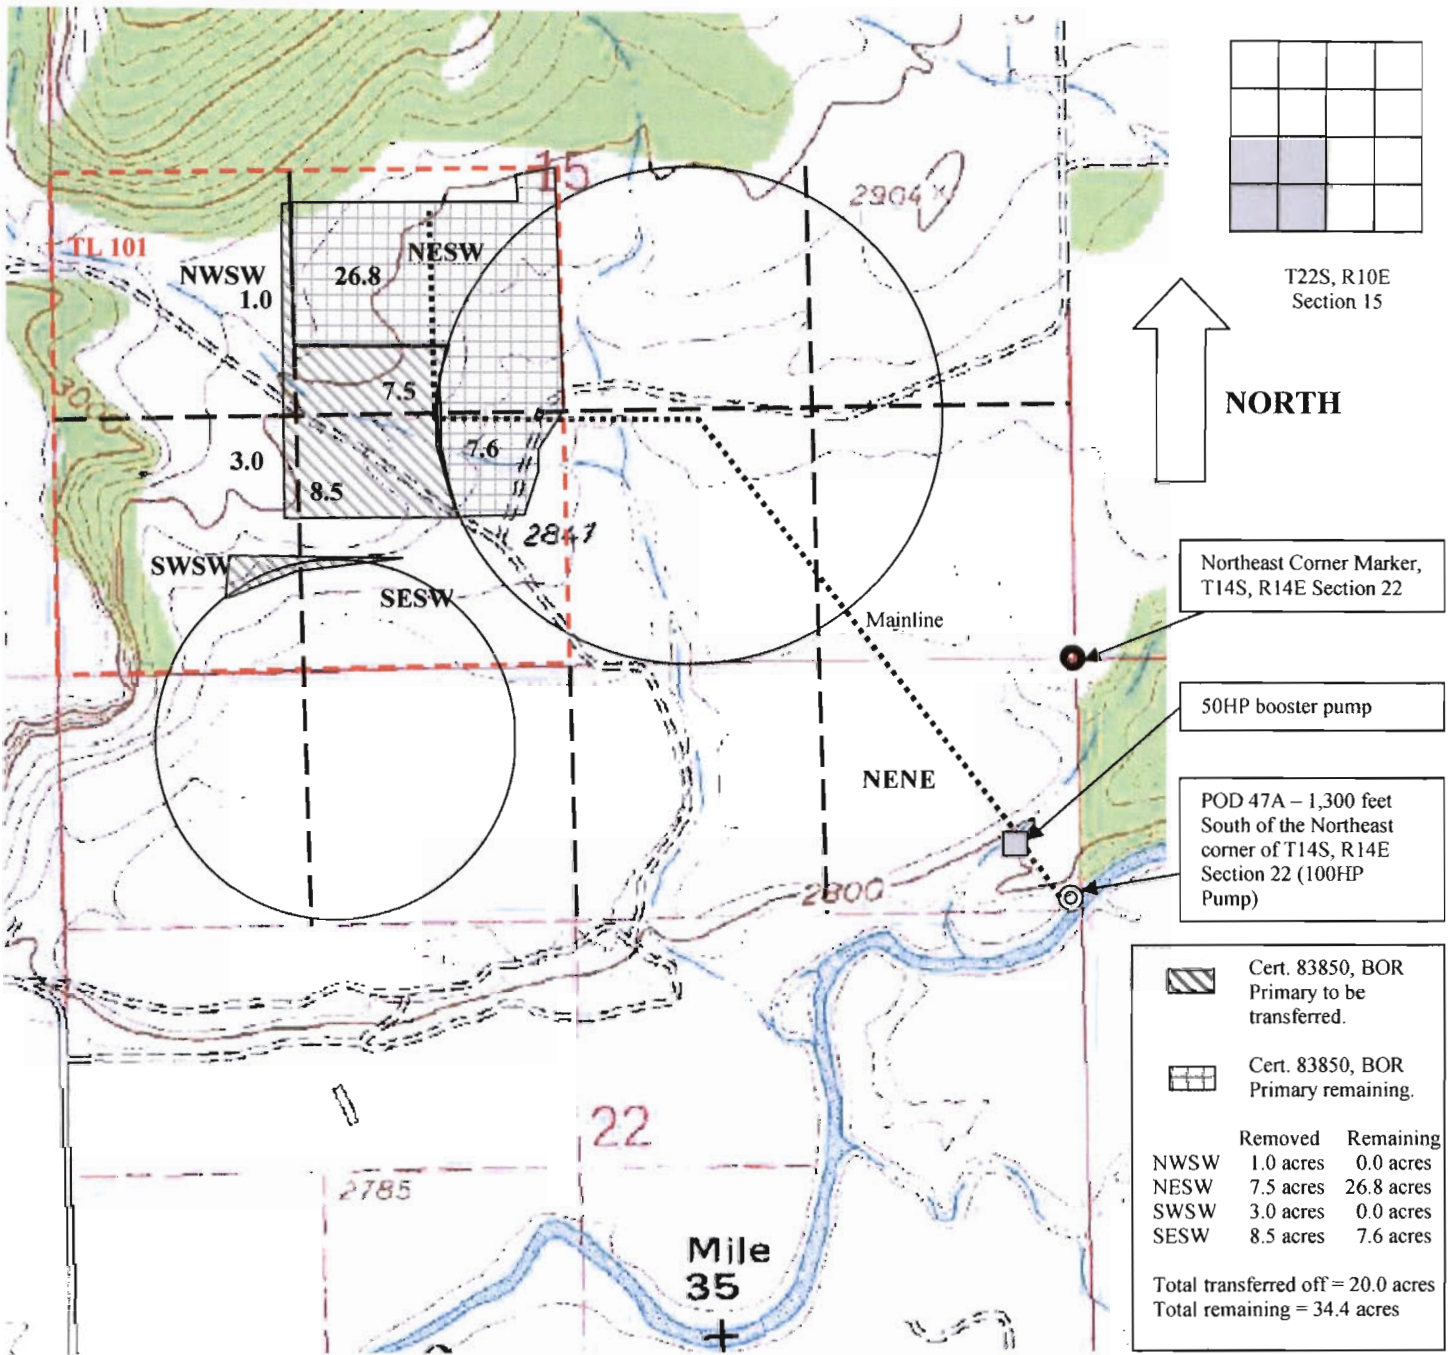 15
2904
TL 101
NWSW
1.0
26.8
NESW
7.5
3000
3.0
7.6
8.5
2847
SWSW
SESW
Mainline
NENE
2800
22
2785
Mile
35
T22S, R10E
Section 15
NORTH
Northeast Corner Marker,
T14S, R14E Section 22
50HP booster pump
POD 47A – 1,300 feet
South of the Northeast
corner of T14S, R14E
Section 22 (100HP
Pump)
Cert. 83850, BOR
Primary to be
transferred.
Cert. 83850, BOR
Primary remaining.
Removed Remaining
NWSW 1.0 acres 0.0 acres
NESW 7.5 acres 26.8 acres
SWSW 3.0 acres 0.0 acres
SESW 8.5 acres 7.6 acres
Total transferred off = 20.0 acres
Total remaining = 34.4 acres